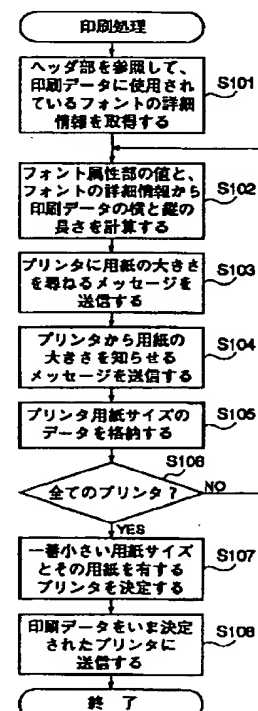 印刷処理
ヘッダ部を参照して、
印刷データに使用され
ているフォントの詳細
情報を取得する
S101
フォント属性部の値と、
フォントの詳細情報から
印刷データの横と縦の
長さを計算する
S102
プリンタに用紙の大きさ
を尋ねるメッセージを
送信する
S103
プリンタから用紙の
大きさを知らせる
メッセージを送信する
S104
プリンタ用紙サイズの
データを格納する
S105
S106
全てのプリンタ?
NO
YES
一番小さい用紙サイズ
とその用紙を有する
プリンタを決定する
S107
印刷データをいま決定
されたプリンタに
送信する
S108
終了